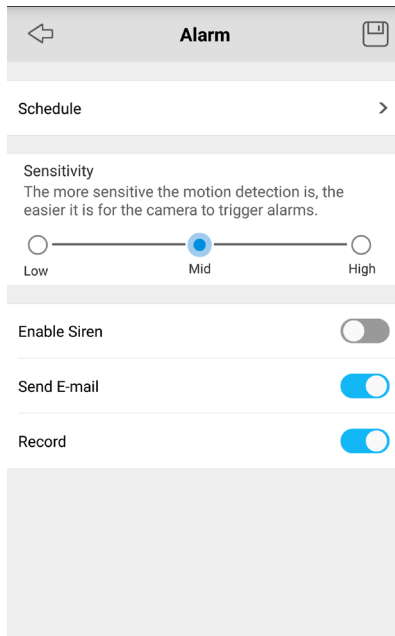 Alarm
Schedule
Sensitivity
The more sensitive the motion detection is, the
easier it is for the camera to trigger alarms.
Low Mid High
Enable Siren
Send E-mail
Record